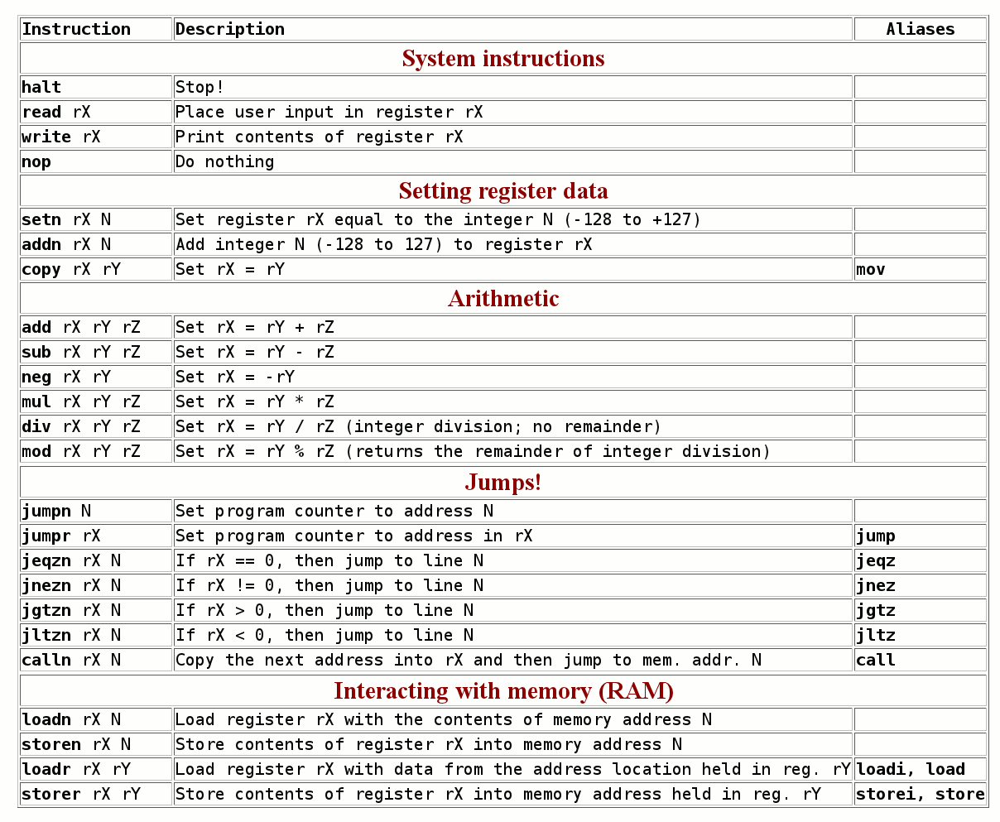 Instruction Description Aliases
System instructions
halt Stop!
read rX Place user input in register rX
write rX Print contents of register rX
nop Do nothing
Setting register data
setn rX N Set register rX equal to the integer N (-128 to +127)
addn rX N Add integer N (-128 to 127) to register rX
copy rX rY Set rX = rY mov
Arithmetic
add rX rY rZ Set rX = rY + rZ
sub rX rY rZ Set rX = rY - rZ
neg rX rY Set rX = -rY
mul rX rY rZ Set rX = rY * rZ
div rX rY rZ Set rX = rY / rZ (integer division; no remainder)
mod rX rY rZ Set rX = rY % rZ (returns the remainder of integer division)
Jumps!
jumpn N Set program counter to address N
jumpr rX Set program counter to address in rX jump
jeqzn rX N If rX == 0, then jump to line N jeqz
jnezn rX N If rX != 0, then jump to line N jnez
jgtzn rX N If rX > 0, then jump to line N jgtz
jltzn rX N If rX < 0, then jump to line N jltz
calln rX N Copy the next address into rX and then jump to mem. addr. N call
Interacting with memory (RAM)
loadn rX N Load register rX with the contents of memory address N
storen rX N Store contents of register rX into memory address N
loadr rX rY Load register rX with data from the address location held in reg. rY loadi, load
storer rX rY Store contents of register rX into memory address held in reg. rY storei, store